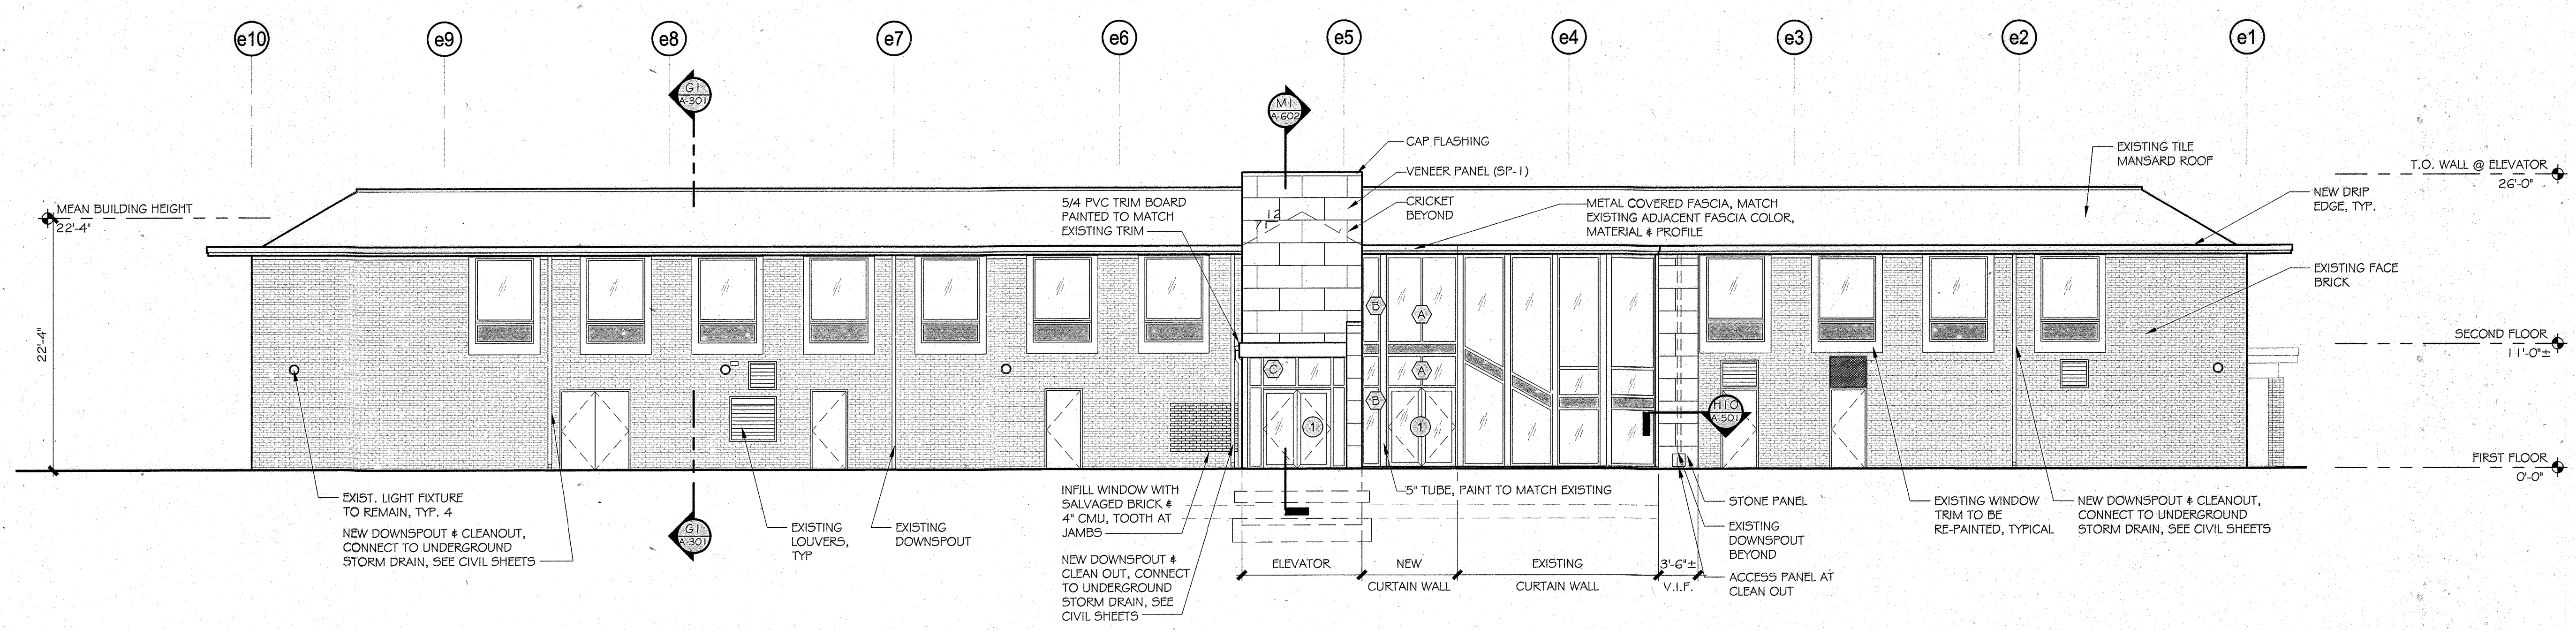 e10
e9
e8
e7
e6
e5
e4
e3
e2
e1
G1
A-301
M1
A-602
CAP FLASHING
VENEER PANEL (SP-1)
CRICKET
BEYOND
5/4 PVC TRIM BOARD
PAINTED TO MATCH
EXISTING TRIM
12
METAL COVERED FASCIA, MATCH
EXISTING ADJACENT FASCIA COLOR,
MATERIAL & PROFILE
EXISTING TILE
MANSARD ROOF
T.O. WALL @ ELEVATOR
26'-0"
NEW DRIP
EDGE, TYP.
MEAN BUILDING HEIGHT
22'-4"
22'-4"
EXISTING FACE
BRICK
SECOND FLOOR
11'-0"±
FIRST FLOOR
0'-0"
B
A
C
A
B
1
1
H10
A-501
EXIST. LIGHT FIXTURE
TO REMAIN, TYP. 4
NEW DOWNSPOUT & CLEANOUT,
CONNECT TO UNDERGROUND
STORM DRAIN, SEE CIVIL SHEETS
G1
A-301
EXISTING
LOUVERS,
TYP
EXISTING
DOWNSPOUT
INFILL WINDOW WITH
SALVAGED BRICK &
4" CMU, TOOTH AT
JAMBS
NEW DOWNSPOUT &
CLEAN OUT, CONNECT
TO UNDERGROUND
STORM DRAIN, SEE
CIVIL SHEETS
5" TUBE, PAINT TO MATCH EXISTING
ELEVATOR
NEW
CURTAIN WALL
EXISTING
CURTAIN WALL
3'-6"±
V.I.F.
STONE PANEL
EXISTING
DOWNSPOUT
BEYOND
ACCESS PANEL AT
CLEAN OUT
EXISTING WINDOW
TRIM TO BE
RE-PAINTED, TYPICAL
NEW DOWNSPOUT & CLEANOUT,
CONNECT TO UNDERGROUND
STORM DRAIN, SEE CIVIL SHEETS